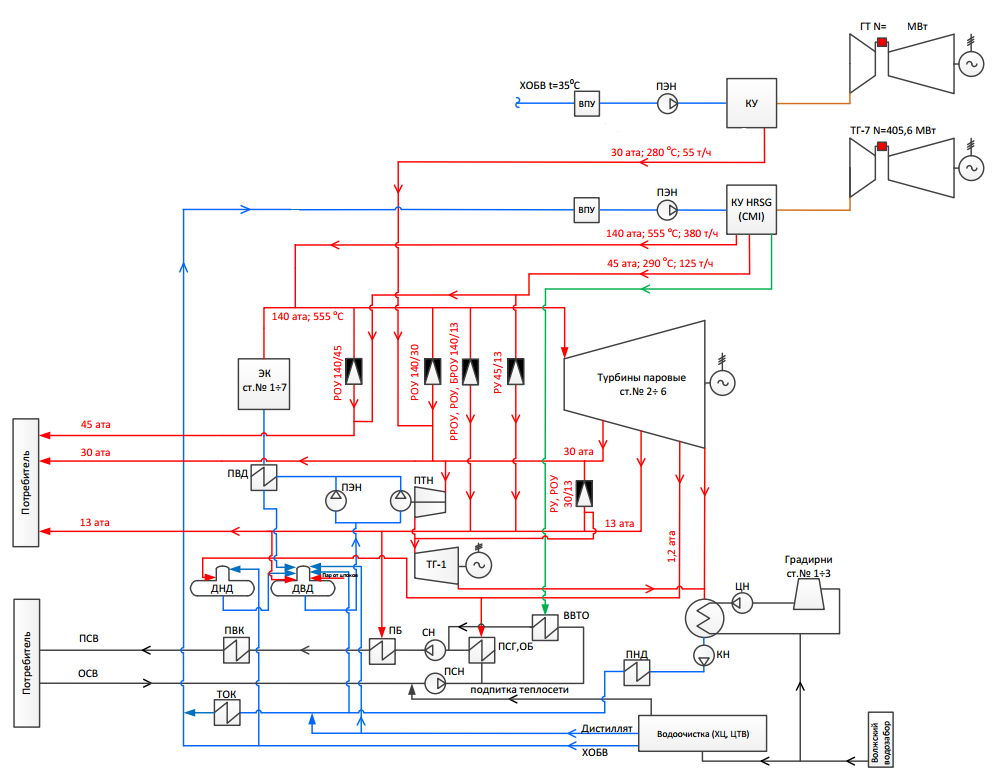 ГТ N= МВт
ХОБВ t=35°С
ВПУ
ПЭН
КУ
ТГ-7 N=405,6 МВт
30 ата; 280 °С; 55 т/ч
ПЭН
ВПУ
КУ HRSG
(CMI)
140 ата; 555 °С; 380 т/ч
45 ата; 290 °С; 125 т/ч
140 ата; 555 °С
ЭК
ст.№ 1÷7
РОУ 140/45
РОУ 140/30
РРОУ, РОУ, БРОУ 140/13
РУ 45/13
Турбины паровые
ст.№ 2÷ 6
Потребитель
45 ата
30 ата
30 ата
ПВД
ПЭН
ПТН
РУ, РОУ
30/13
13 ата
13 ата
1,2 ата
ТГ-1
Градирни
ст.№ 1÷3
ДНД
ДВД
ЦН
Потребитель
ПСВ
ПВК
ПБ
СН
ПСГ,ОБ
ВВТО
КН
ПНД
ОСВ
ПСН
подпитка теплосети
ТОК
Дистиллят
ХОБВ
Водоочистка (ХЦ, ЦТВ)
Волжский
водозабор